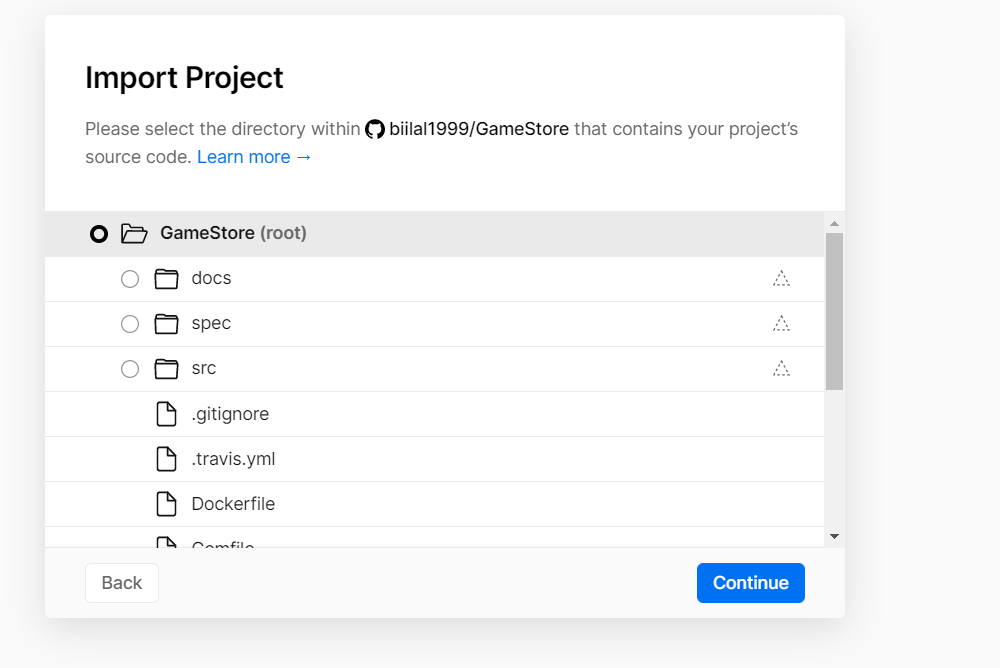 Import Project
Please select the directory within biilal1999/GameStore that contains your project's
source code. Learn more →
GameStore (root)
docs
spec
src
.gitignore
.travis.yml
Dockerfile
Back
Continue